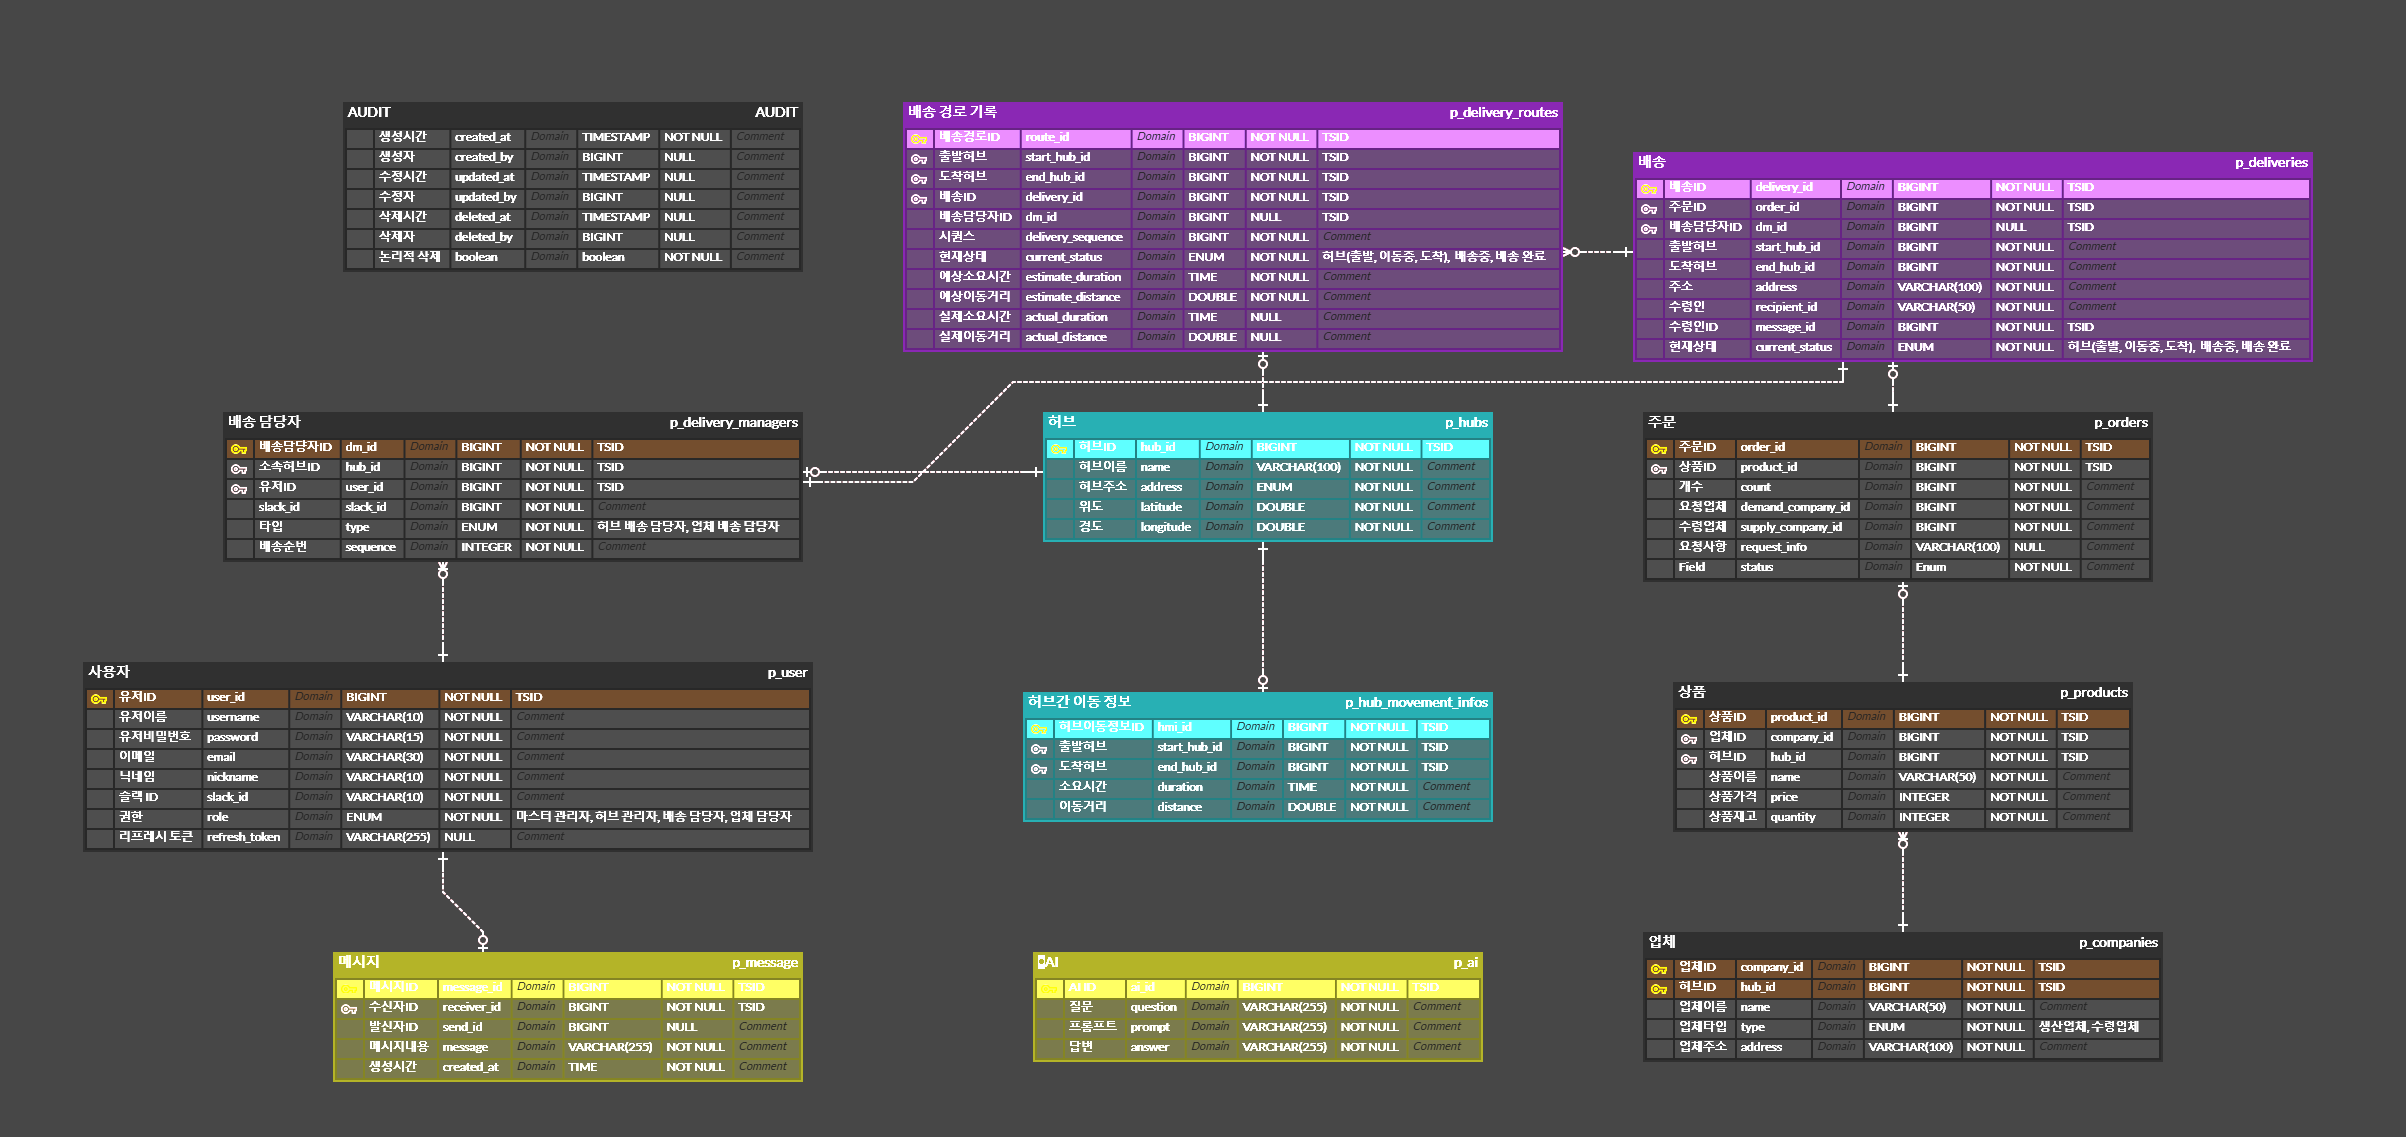 AUDIT AUDIT
생성시간 created_at Domain TIMESTAMP NOT NULL Comment
생성자 created_by Domain BIGINT NULL Comment
수정시간 updated_at Domain TIMESTAMP NULL Comment
수정자 updated_by Domain BIGINT NULL Comment
삭제시간 deleted_at Domain TIMESTAMP NULL Comment
삭제자 deleted_by Domain BIGINT NULL Comment
논리적 삭제 boolean Domain boolean NOT NULL Comment
배송 경로 기록 p_delivery_routes
배송경로ID route_id Domain BIGINT NOT NULL TSID
출발허브 start_hub_id Domain BIGINT NOT NULL TSID
도착허브 end_hub_id Domain BIGINT NOT NULL TSID
배송ID delivery_id Domain BIGINT NOT NULL TSID
배송담당자ID dm_id Domain BIGINT NULL TSID
시퀀스 delivery_sequence Domain BIGINT NOT NULL Comment
현재상태 current_status Domain ENUM NOT NULL 허브(출발, 이동중, 도착), 배송중, 배송 완료
예상소요시간 estimate_duration Domain TIME NOT NULL Comment
예상이동거리 estimate_distance Domain DOUBLE NOT NULL Comment
실제소요시간 actual_duration Domain TIME NULL Comment
실제이동거리 actual_distance Domain DOUBLE NULL Comment
배송 p_deliveries
배송ID delivery_id Domain BIGINT NOT NULL TSID
주문ID order_id Domain BIGINT NOT NULL TSID
배송담당자ID dm_id Domain BIGINT NULL TSID
출발허브 start_hub_id Domain BIGINT NOT NULL Comment
도착허브 end_hub_id Domain BIGINT NOT NULL Comment
주소 address Domain VARCHAR(100) NOT NULL Comment
수령인 recipient_id Domain VARCHAR(50) NOT NULL Comment
수령인ID message_id Domain BIGINT NOT NULL TSID
현재상태 current_status Domain ENUM NOT NULL 허브(출발, 이동중, 도착), 배송중, 배송 완료
배송 담당자 p_delivery_managers
배송담당자ID dm_id Domain BIGINT NOT NULL TSID
소속허브ID hub_id Domain BIGINT NOT NULL TSID
유저ID user_id Domain BIGINT NOT NULL TSID
slack_id slack_id Domain BIGINT NOT NULL Comment
타입 type Domain ENUM NOT NULL 허브 배송 담당자, 업체 배송 담당자
배송순번 sequence Domain INTEGER NOT NULL Comment
허브 p_hubs
허브ID hub_id Domain BIGINT NOT NULL TSID
허브이름 name Domain VARCHAR(100) NOT NULL Comment
허브주소 address Domain ENUM NOT NULL Comment
위도 latitude Domain DOUBLE NOT NULL Comment
경도 longitude Domain DOUBLE NOT NULL Comment
주문 p_orders
주문ID order_id Domain BIGINT NOT NULL TSID
상품ID product_id Domain BIGINT NOT NULL TSID
개수 count Domain BIGINT NOT NULL Comment
요청업체 demand_company_id Domain BIGINT NOT NULL Comment
수령업체 supply_company_id Domain BIGINT NOT NULL Comment
요청사항 request_info Domain VARCHAR(100) NULL Comment
Field status Domain Enum NOT NULL Comment
사용자 p_user
유저ID user_id Domain BIGINT NOT NULL TSID
유저이름 username Domain VARCHAR(10) NOT NULL Comment
유저비밀번호 password Domain VARCHAR(15) NOT NULL Comment
이메일 email Domain VARCHAR(30) NOT NULL Comment
닉네임 nickname Domain VARCHAR(10) NOT NULL Comment
슬랙 ID slack_id Domain VARCHAR(10) NOT NULL Comment
권한 role Domain ENUM NOT NULL 마스터 관리자, 허브 관리자, 배송 담당자, 업체 담당자
리프레시 토큰 refresh_token Domain VARCHAR(255) NULL Comment
허브간 이동 정보 p_hub_movement_infos
허브이동정보ID hmi_id Domain BIGINT NOT NULL TSID
출발허브 start_hub_id Domain BIGINT NOT NULL TSID
도착허브 end_hub_id Domain BIGINT NOT NULL TSID
소요시간 duration Domain TIME NOT NULL Comment
이동거리 distance Domain DOUBLE NOT NULL Comment
상품 p_products
상품ID product_id Domain BIGINT NOT NULL TSID
업체ID company_id Domain BIGINT NOT NULL TSID
허브ID hub_id Domain BIGINT NOT NULL TSID
상품이름 name Domain VARCHAR(50) NOT NULL Comment
상품가격 price Domain INTEGER NOT NULL Comment
상품재고 quantity Domain INTEGER NOT NULL Comment
메시지 p_message
메시지ID message_id Domain BIGINT NOT NULL TSID
수신자ID receiver_id Domain BIGINT NOT NULL TSID
발신자ID send_id Domain BIGINT NULL Comment
메시지내용 message Domain VARCHAR(255) NOT NULL Comment
생성시간 created_at Domain TIME NOT NULL Comment
AI p_ai
AI ID ai_id Domain BIGINT NOT NULL TSID
질문 question Domain VARCHAR(255) NOT NULL Comment
프롬프트 prompt Domain VARCHAR(255) NOT NULL Comment
답변 answer Domain VARCHAR(255) NOT NULL Comment
업체 p_companies
업체ID company_id Domain BIGINT NOT NULL TSID
허브ID hub_id Domain BIGINT NOT NULL TSID
업체이름 name Domain VARCHAR(50) NOT NULL Comment
업체타입 type Domain ENUM NOT NULL 생산업체, 수령업체
업체주소 address Domain VARCHAR(100) NOT NULL Comment